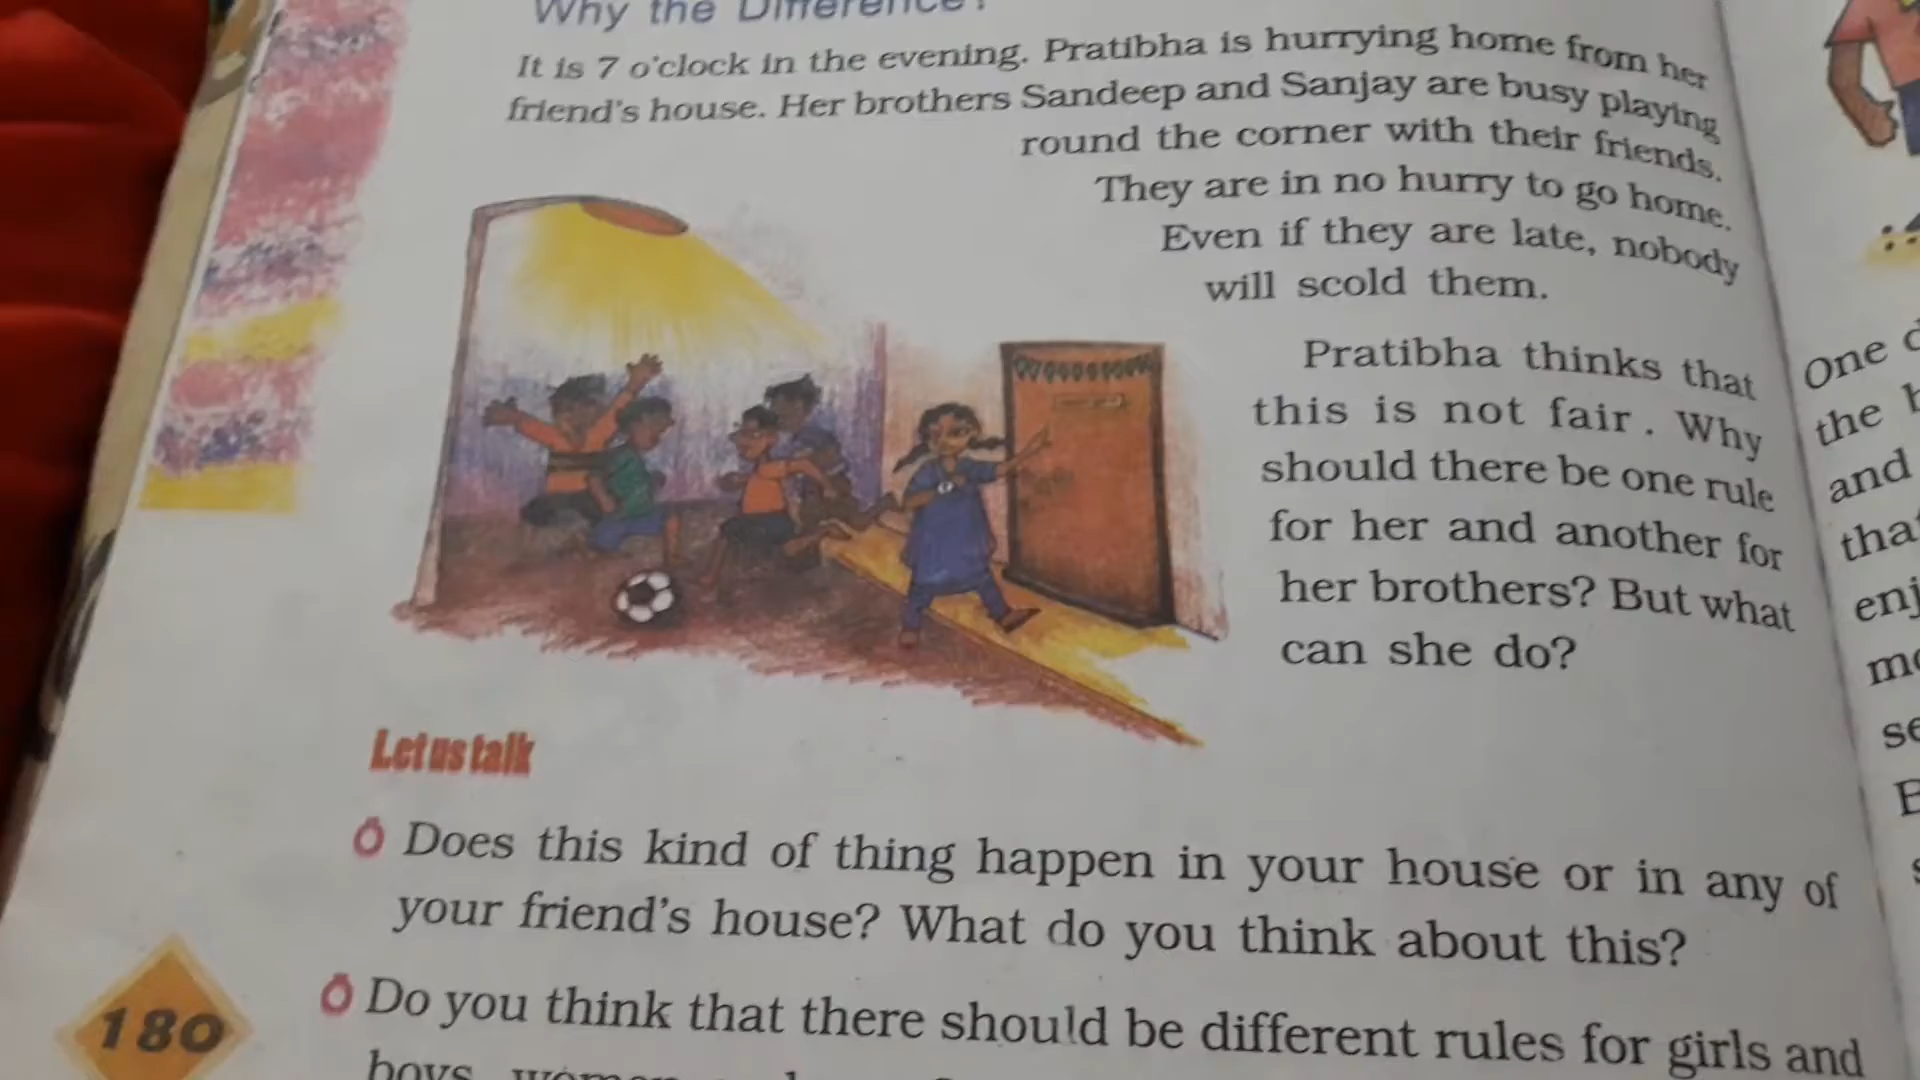 Why the Difference?
It is 7 o'clock in the evening. Pratibha is hurrying home from her
friend's house. Her brothers Sandeep and Sanjay are busy playing
round the corner with their friends.
They are in no hurry to go home.
Even if they are late, nobody
will scold them.
Pratibha thinks that
this is not fair. Why
should there be one rule
for her and another for
her brothers? But what
can she do?
Let us talk
Does this kind of thing happen in your house or in any of
your friend's house? What do you think about this?
Do you think that there should be different rules for girls and
boys
180
One
the
and